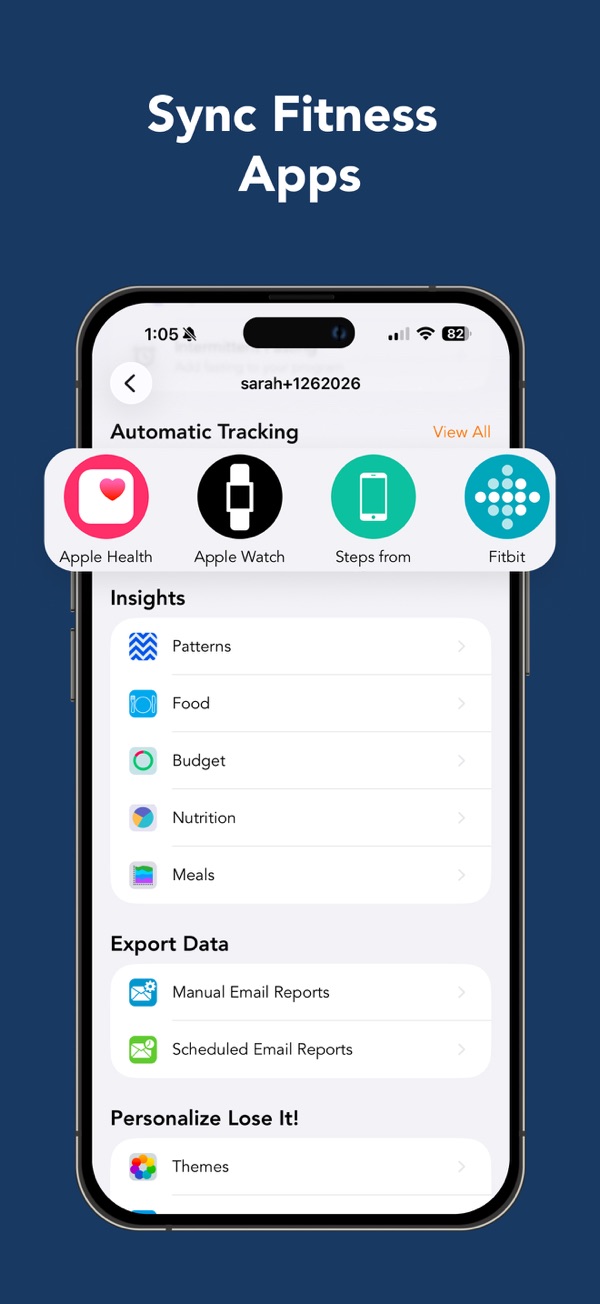 Sync Fitness
Apps
1:05
82
sarah+1262026
Automatic Tracking
View All
Apple Health
Apple Watch
Steps from
Fitbit
Insights
Patterns
Food
Budget
Nutrition
Meals
Export Data
Manual Email Reports
Scheduled Email Reports
Personalize Lose It!
Themes